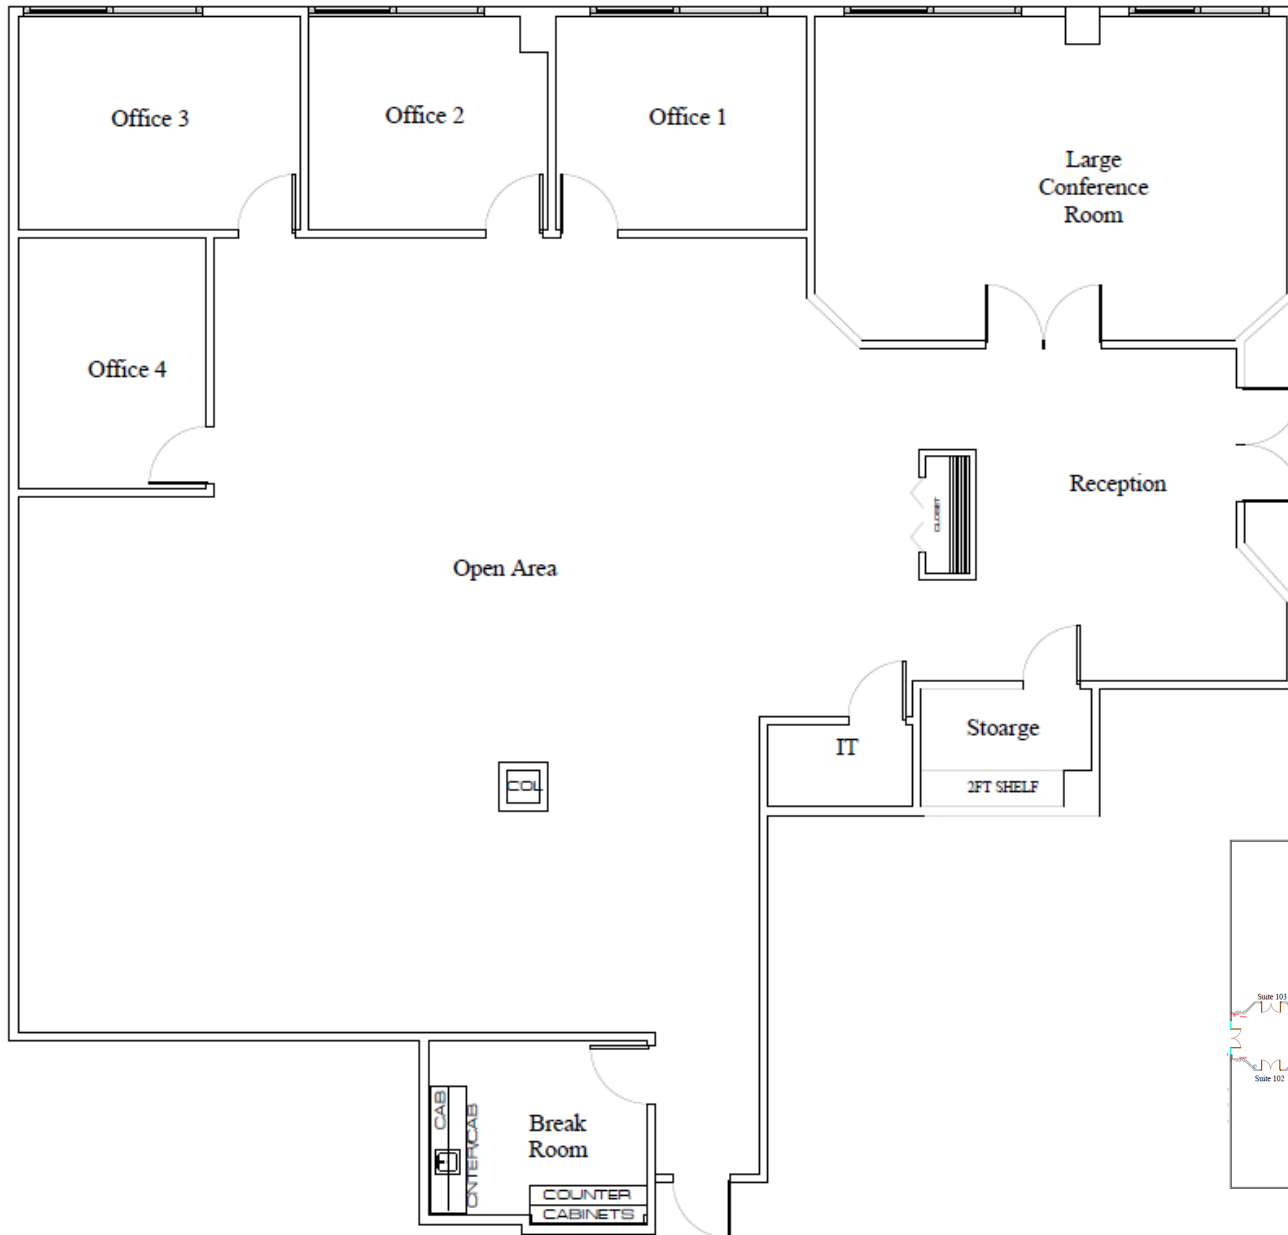 Office 3
Office 2
Office 1
Large
Conference
Room
Office 4
Reception
CLOSET
Open Area
Stoarge
IT
2FT SHELF
COL
Suite 103
Suite 102
CAB
CNTER/CAB
Break
Room
COUNTER
CABINETS